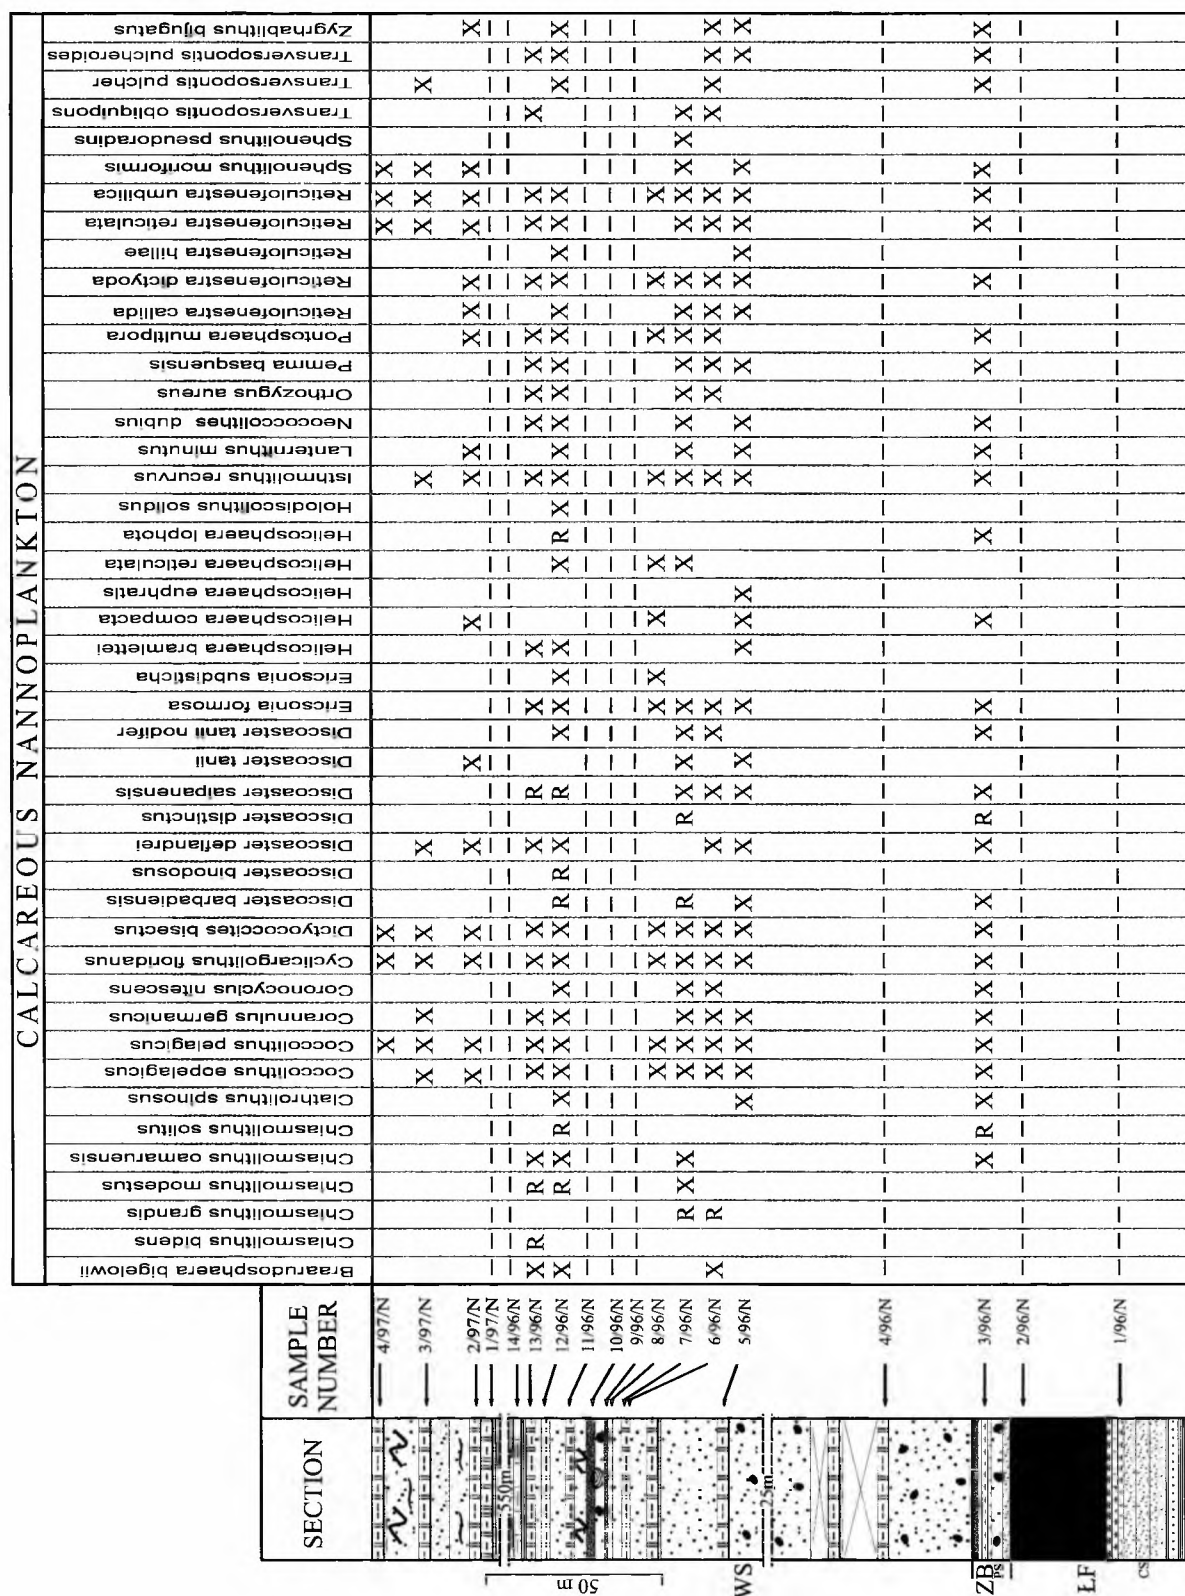 CALCAREOUS NANNOPLANKTON
Zygrhablithus bijugatus
Transversopontis pulcheroides
Transversopontis pulcher
Transversopontis obliquipons
Sphenolithus pseudoradins
Sphenolithus moriformis
Reticulofenestra umbilica
Reticulofenestra reticulata
Reticulofenestra hillae
Reticulofenestra dictyoda
Reticulofenestra callida
Pontosphaera multipora
Pemma basquensis
Orthozygus aureus
Neococcolithes dubius
Lanternithus minutus
Isthmolithus recurvus
Holodiscolithus solidus
Helicosphaera lophota
Helicosphaera reticulata
Helicosphaera euphratis
Helicosphaera compacta
Helicosphaera bramlettei
Ericsonia subdisticha
Ericsonia formosa
Discoaster tanii nodifer
Discoaster tanii
Discoaster saipanensis
Discoaster distinctus
Discoaster deflandrei
Discoaster binodosus
Discoaster barbadiensis
Dictyococcites bisectus
Cyclicargolithus floridanus
Coronocyclus nitescens
Corannulus germanicus
Coccolithus pelagicus
Coccolithus eopelagicus
Clathrolithus spinosus
Chiasmolithus solitus
Chiasmolithus oamaruensis
Chiasmolithus modestus
Chiasmolithus grandis
Chiasmolithus bidens
Braarudosphaera bigelowii
SAMPLE
NUMBER
4/97/N
3/97/N
2/97/N
1/97/N
14/96/N
13/96/N
12/96/N
11/96/N
10/96/N
9/96/N
8/96/N
7/96/N
6/96/N
5/96/N
4/96/N
3/96/N
2/96/N
1/96/N
SECTION
550m
25m
50 m
WS
ZB
PS
LF
CS